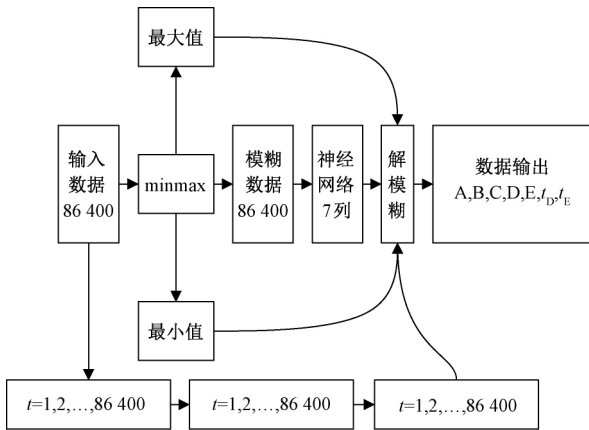 最大值
输入
数据
86 400
minmax
模糊
数据
86 400
神经
网络
7列
解
模
糊
数据输出
A,B,C,D,E,t_D,t_E
最小值
t=1,2,…,86 400
t=1,2,…,86 400
t=1,2,…,86 400